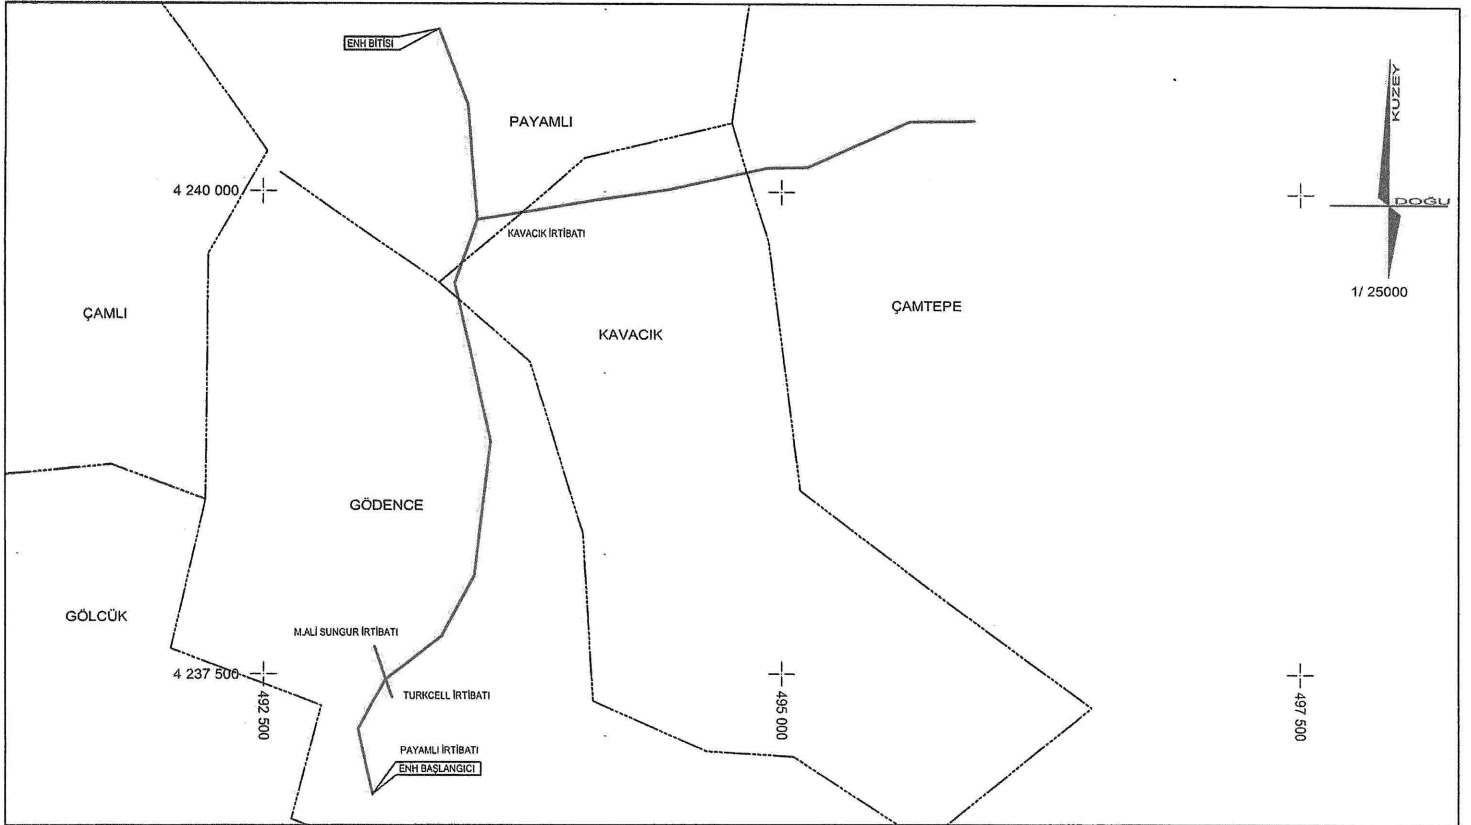 ENH BİTİŞİ
KUZEY
PAYAMLI
4 240 000
DOĞU
KAVACIK İRTİBATI
1/ 25000
ÇAMLI
ÇAMTEPE
KAVACIK
GÖDENCE
GÖLCÜK
M.ALİ SUNGUR İRTİBATI
4 237 500
TURKCELL İRTİBATI
492 500
495 000
497 500
PAYAMLI İRTİBATI
ENH BAŞLANGICI